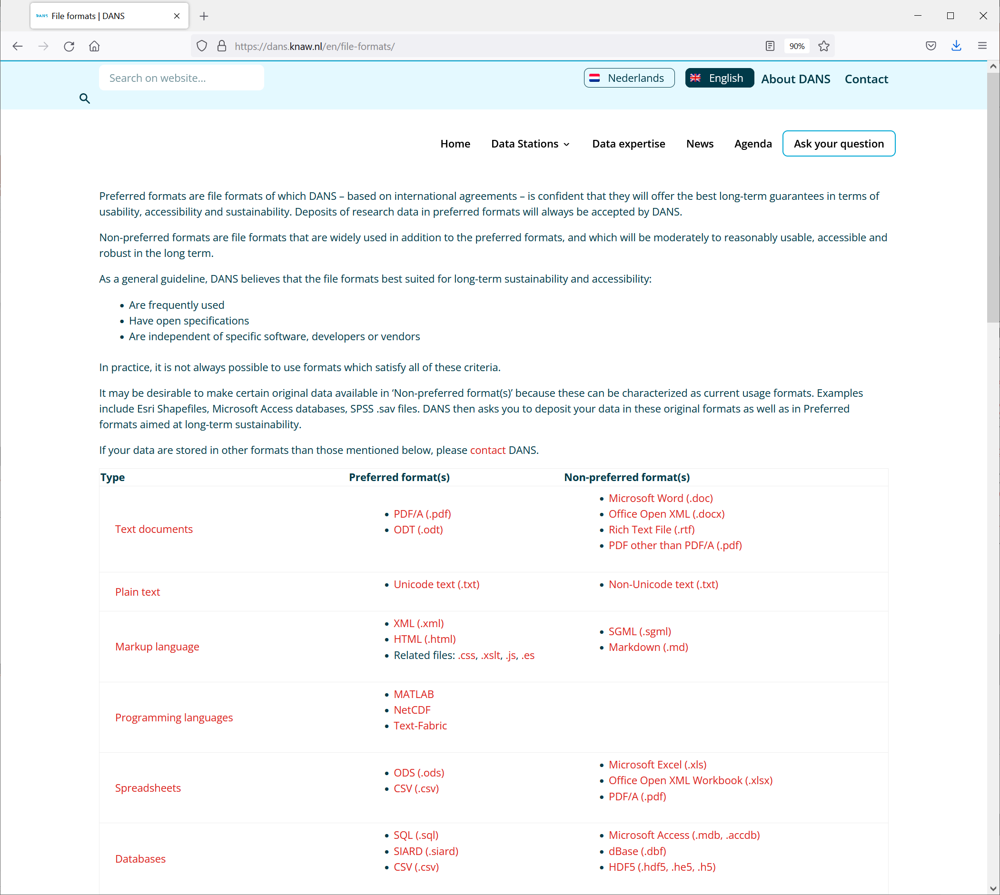 DANS File formats | DANS
https://dans.knaw.nl/en/file-formats/
90%
Search on website...
Nederlands
English
About DANS
Contact
Home
Data Stations
Data expertise
News
Agenda
Ask your question
Preferred formats are file formats of which DANS – based on international agreements – is confident that they will offer the best long-term guarantees in terms of
usability, accessibility and sustainability. Deposits of research data in preferred formats will always be accepted by DANS.
Non-preferred formats are file formats that are widely used in addition to the preferred formats, and which will be moderately to reasonably usable, accessible and
robust in the long term.
As a general guideline, DANS believes that the file formats best suited for long-term sustainability and accessibility:
• Are frequently used
• Have open specifications
• Are independent of specific software, developers or vendors
In practice, it is not always possible to use formats which satisfy all of these criteria.
It may be desirable to make certain original data available in ‘Non-preferred format(s)’ because these can be characterized as current usage formats. Examples
include Esri Shapefiles, Microsoft Access databases, SPSS .sav files. DANS then asks you to deposit your data in these original formats as well as in Preferred
formats aimed at long-term sustainability.
If your data are stored in other formats than those mentioned below, please contact DANS.
Type
Preferred format(s)
Non-preferred format(s)
Text documents
• PDF/A (.pdf)
• ODT (.odt)
• Microsoft Word (.doc)
• Office Open XML (.docx)
• Rich Text File (.rtf)
• PDF other than PDF/A (.pdf)
Plain text
• Unicode text (.txt)
• Non-Unicode text (.txt)
Markup language
• XML (.xml)
• HTML (.html)
• Related files: .css, .xslt, .js, .es
• SGML (.sgml)
• Markdown (.md)
Programming languages
• MATLAB
• NetCDF
• Text-Fabric
Spreadsheets
• ODS (.ods)
• CSV (.csv)
• Microsoft Excel (.xls)
• Office Open XML Workbook (.xlsx)
• PDF/A (.pdf)
Databases
• SQL (.sql)
• SIARD (.siard)
• CSV (.csv)
• Microsoft Access (.mdb, .accdb)
• dBase (.dbf)
• HDF5 (.hdf5, .he5, .h5)